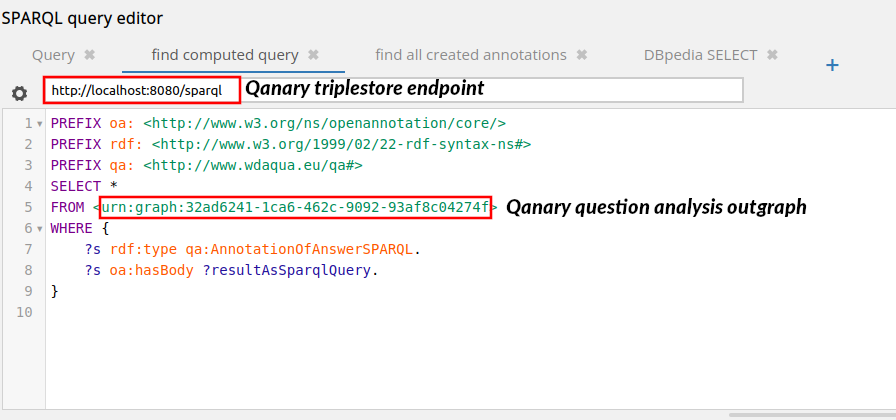 SPARQL query editor
Query ✖ find computed query ✖ find all created annotations ✖ DBpedia SELECT ✖ +
http://localhost:8080/sparql Qanary triplestore endpoint
1 PREFIX oa: <http://www.w3.org/ns/openannotation/core/>
2 PREFIX rdf: <http://www.w3.org/1999/02/22-rdf-syntax-ns#>
3 PREFIX qa: <http://www.wdaqua.eu/qa#>
4 SELECT *
5 FROM <urn:graph:32ad6241-1ca6-462c-9092-93af8c04274f> Qanary question analysis outgraph
6 WHERE {
7 ?s rdf:type qa:AnnotationOfAnswerSPARQL.
8 ?s oa:hasBody ?resultAsSparqlQuery.
9 }
10